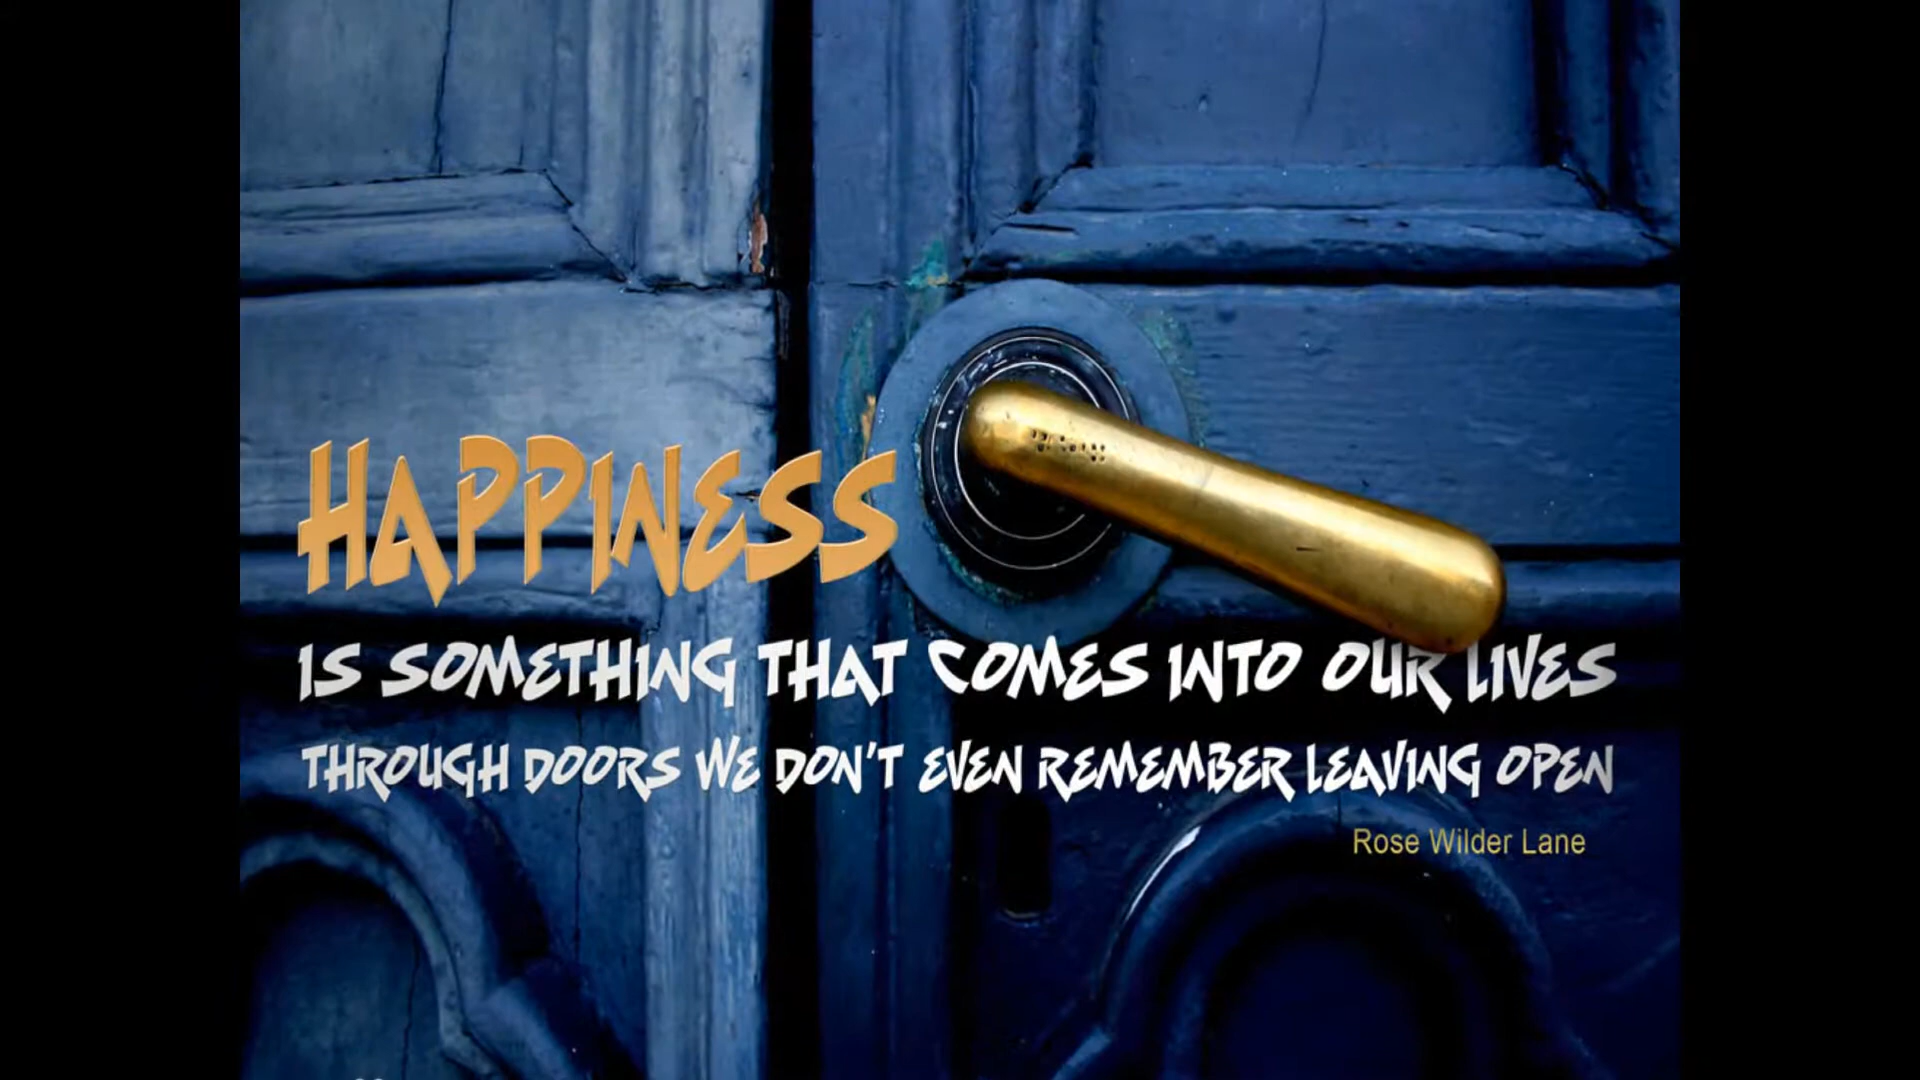 HAPPINESS
IS SOMETHING THAT COMES INTO OUR LIVES
THROUGH DOORS WE DON'T EVEN REMEMBER LEAVING OPEN
Rose Wilder Lane